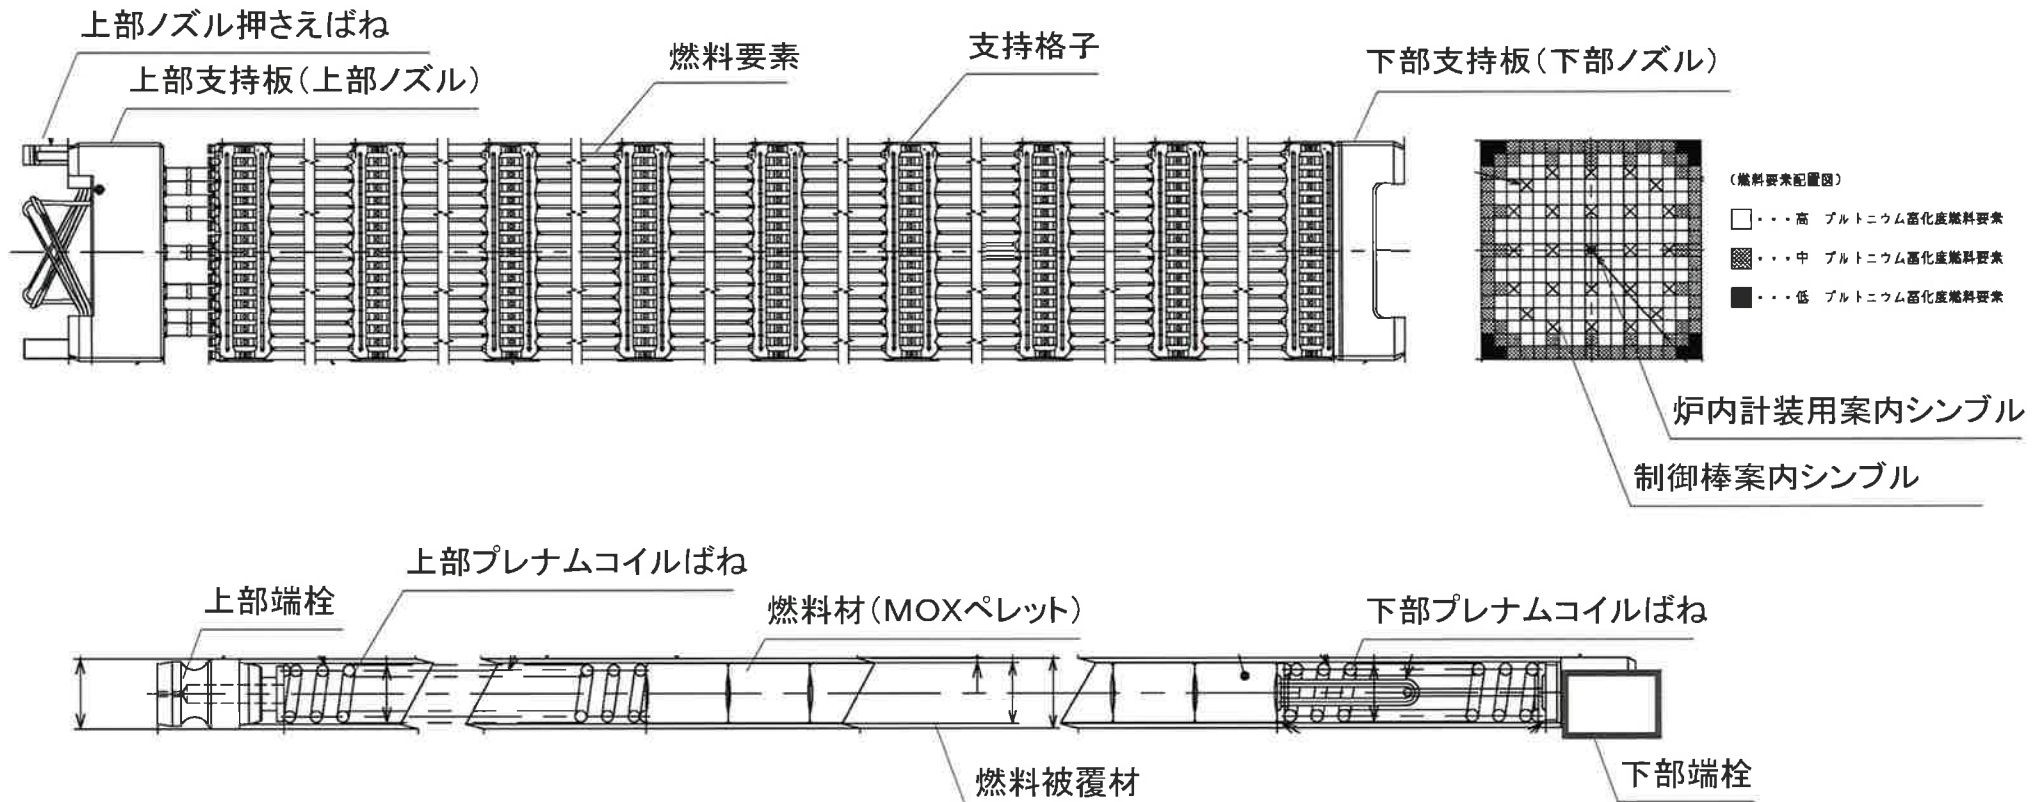 上部ノズル押さえばね
上部支持板(上部ノズル)
燃料要素
支持格子
下部支持板(下部ノズル)
(燃料要素配置図)
・・・高 プルトニウム富化度燃料要素
・・・中 プルトニウム富化度燃料要素
・・・低 プルトニウム富化度燃料要素
炉内計装用案内シンブル
制御棒案内シンブル
上部プレナムコイルばね
上部端栓
燃料材(MOXペレット)
下部プレナムコイルばね
燃料被覆材
下部端栓